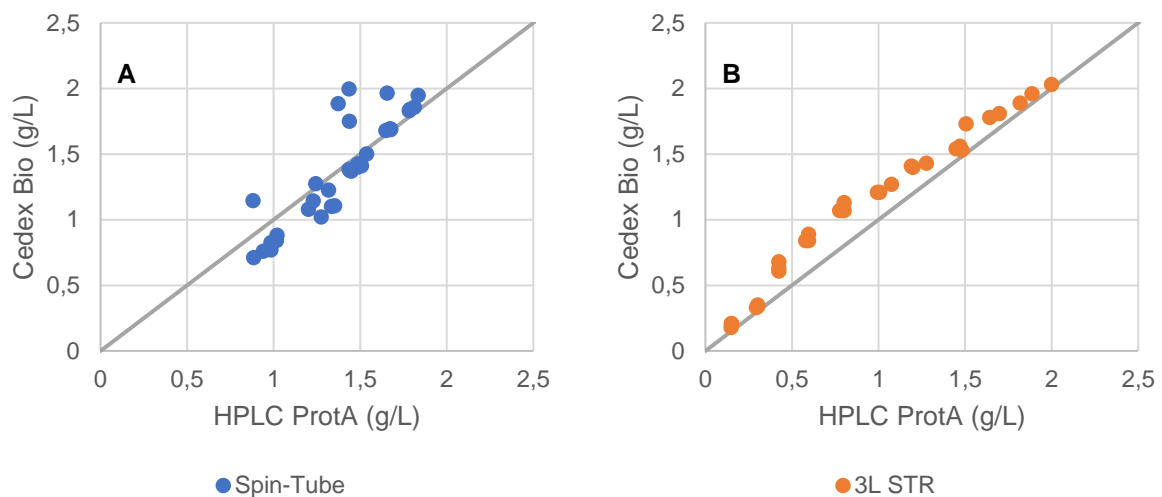 A
2,5
2
1,5
1
0,5
0
Cedex Bio (g/L)
0 0,5 1 1,5 2 2,5
HPLC ProtA (g/L)
Spin-Tube
B
2,5
2
1,5
1
0,5
0
Cedex Bio (g/L)
0 0,5 1 1,5 2 2,5
HPLC ProtA (g/L)
3L STR